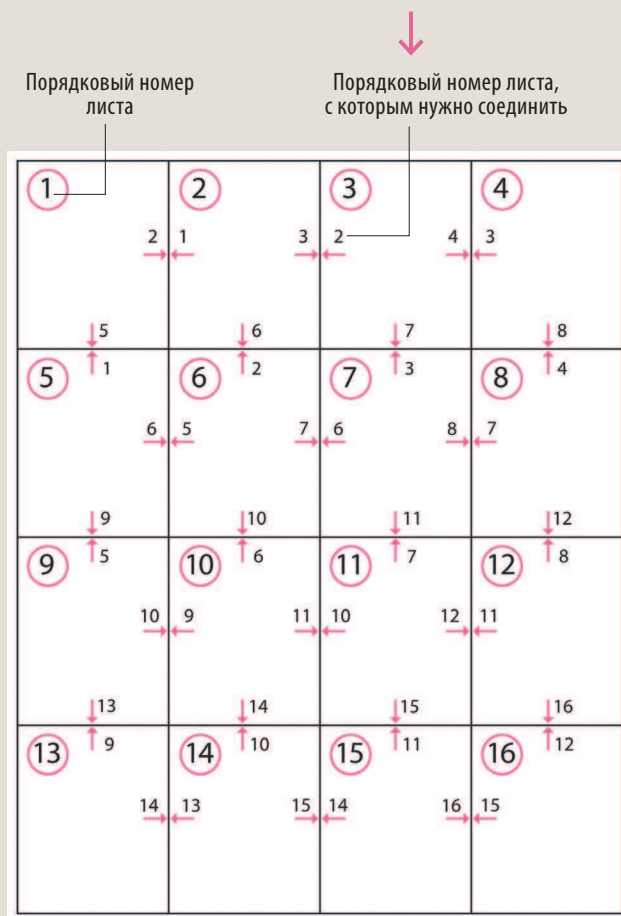 Порядковый номер
листа
Порядковый номер листа,
с которым нужно соединить
1 2 3 4
2 1 3 2 4 3
5 6 7 8
5 1 6 2 7 3 8 4
6 5 7 6 8 7
9 10 11 12
9 5 10 6 11 7 12 8
10 9 11 10 12 11
13 14 15 16
13 9 14 10 15 11 16 12
14 13 15 14 16 15